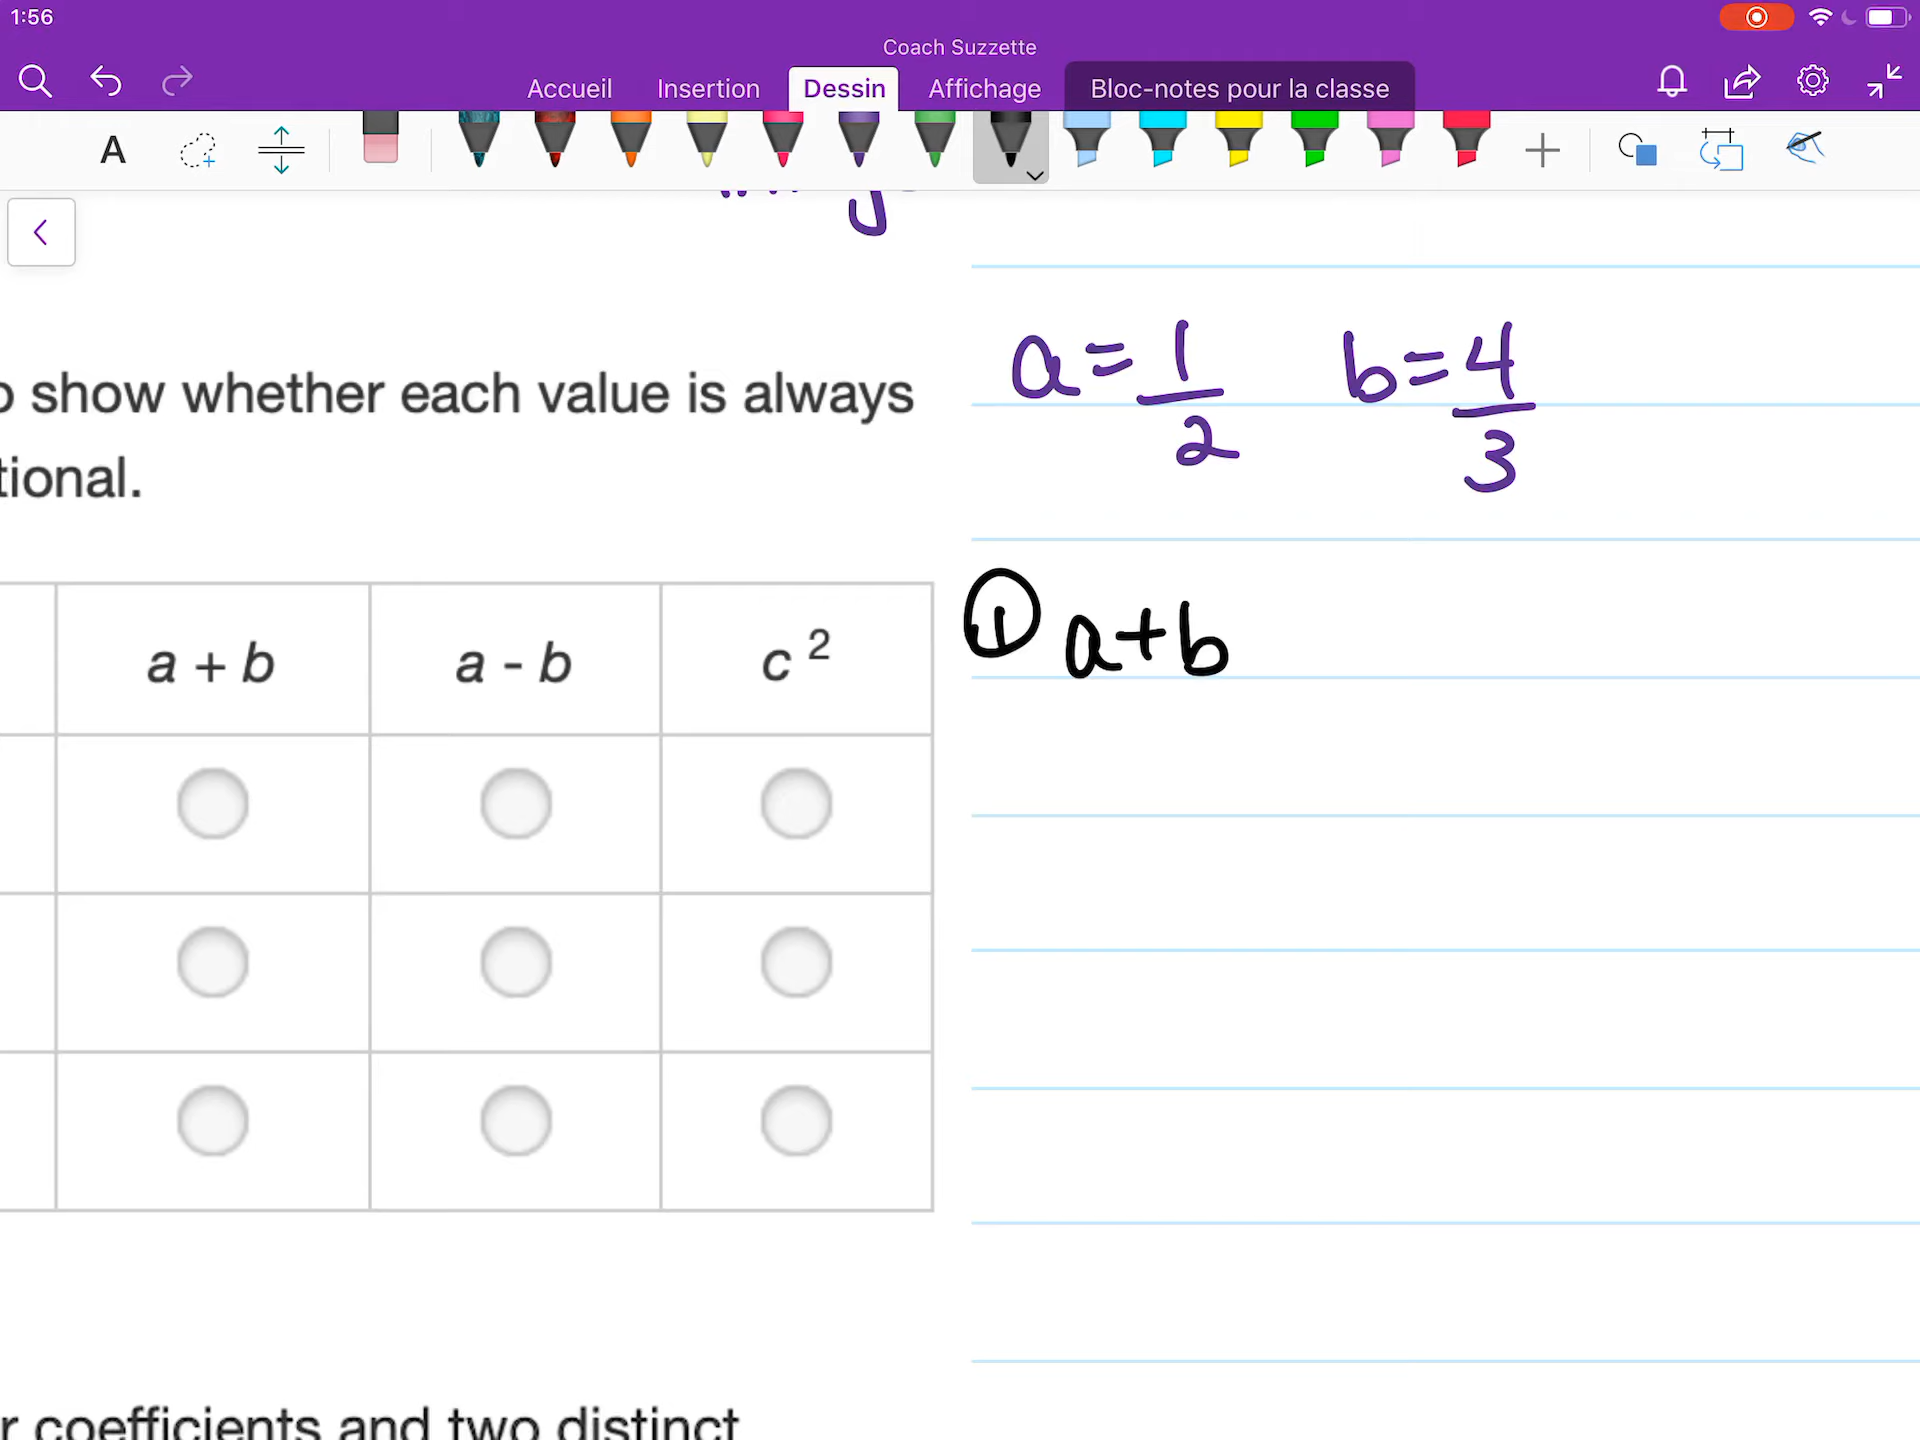 1:56
Coach Suzzette
Accueil Insertion Dessin Affichage Bloc-notes pour la classe
A
a = 1/2 b = 4/3
show whether each value is always
tional.
a + b a - b c²
① a+b
r coefficients and two distinct